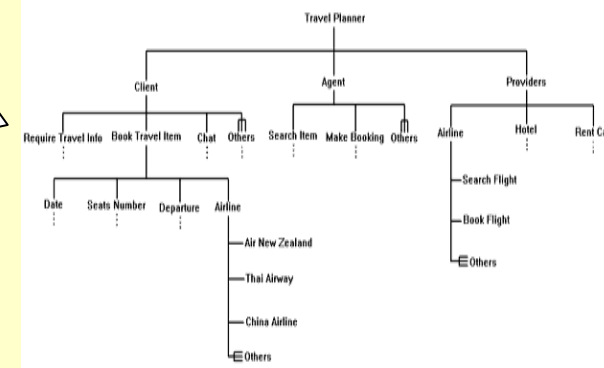 Travel Planner
Client Agent Providers
Require Travel Info Book Travel Item Chat Others Search Item Make Booking Others Airline Hotel Rent
Date Seats Number Departure Airline
Search Flight
Book Flight
Others
Air New Zealand
Thai Airway
China Airline
Others